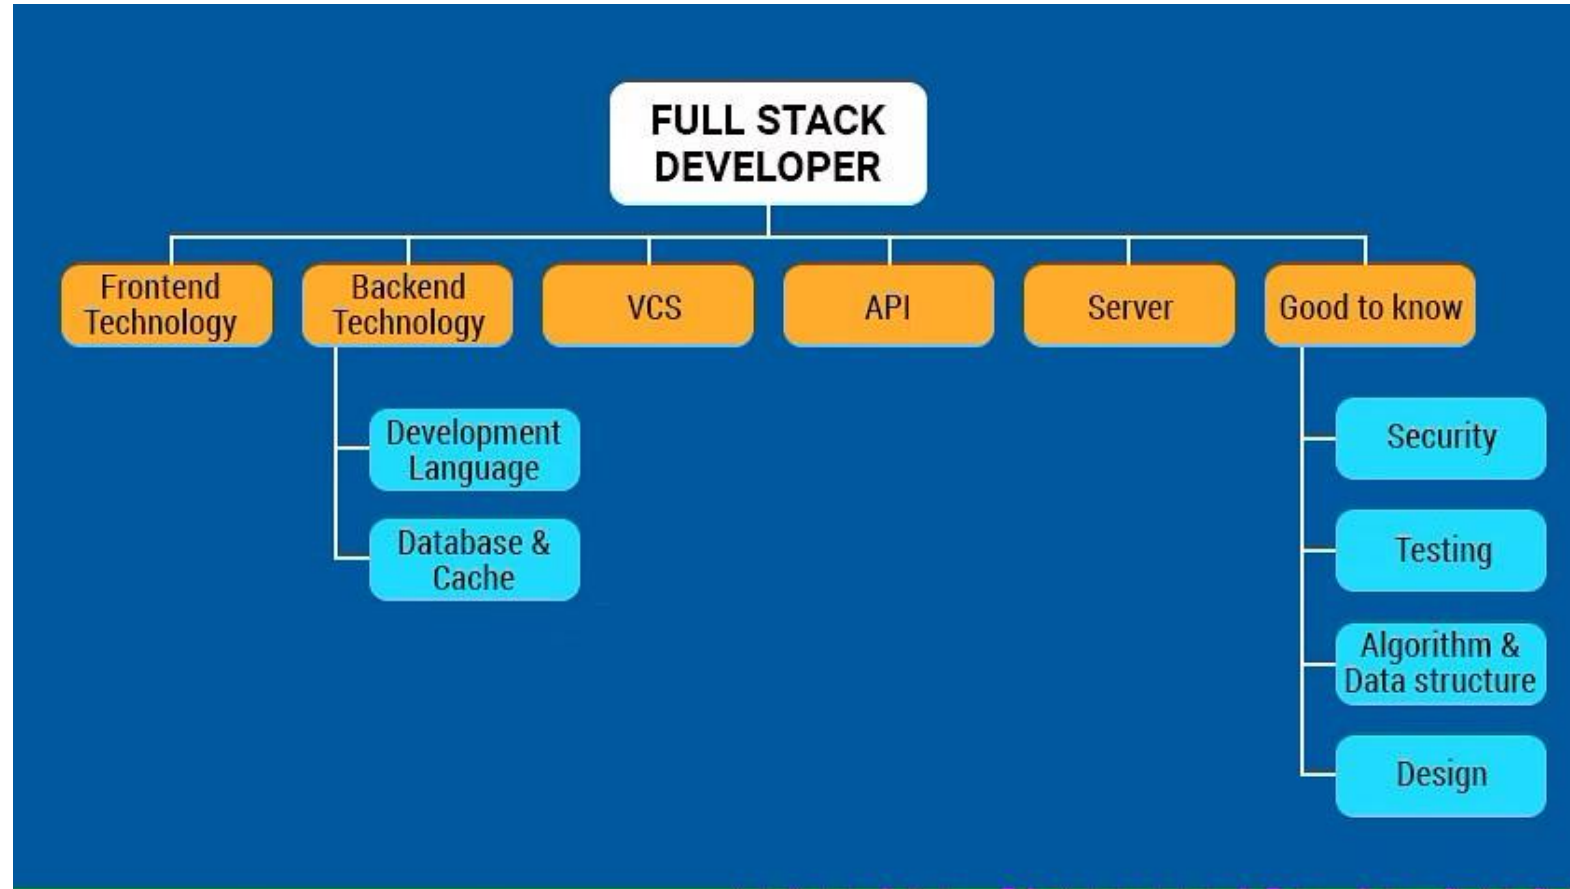 FULL STACK
DEVELOPER
Frontend
Technology
Backend
Technology
VCS
API
Server
Good to know
Development
Language
Database &
Cache
Security
Testing
Algorithm &
Data structure
Design